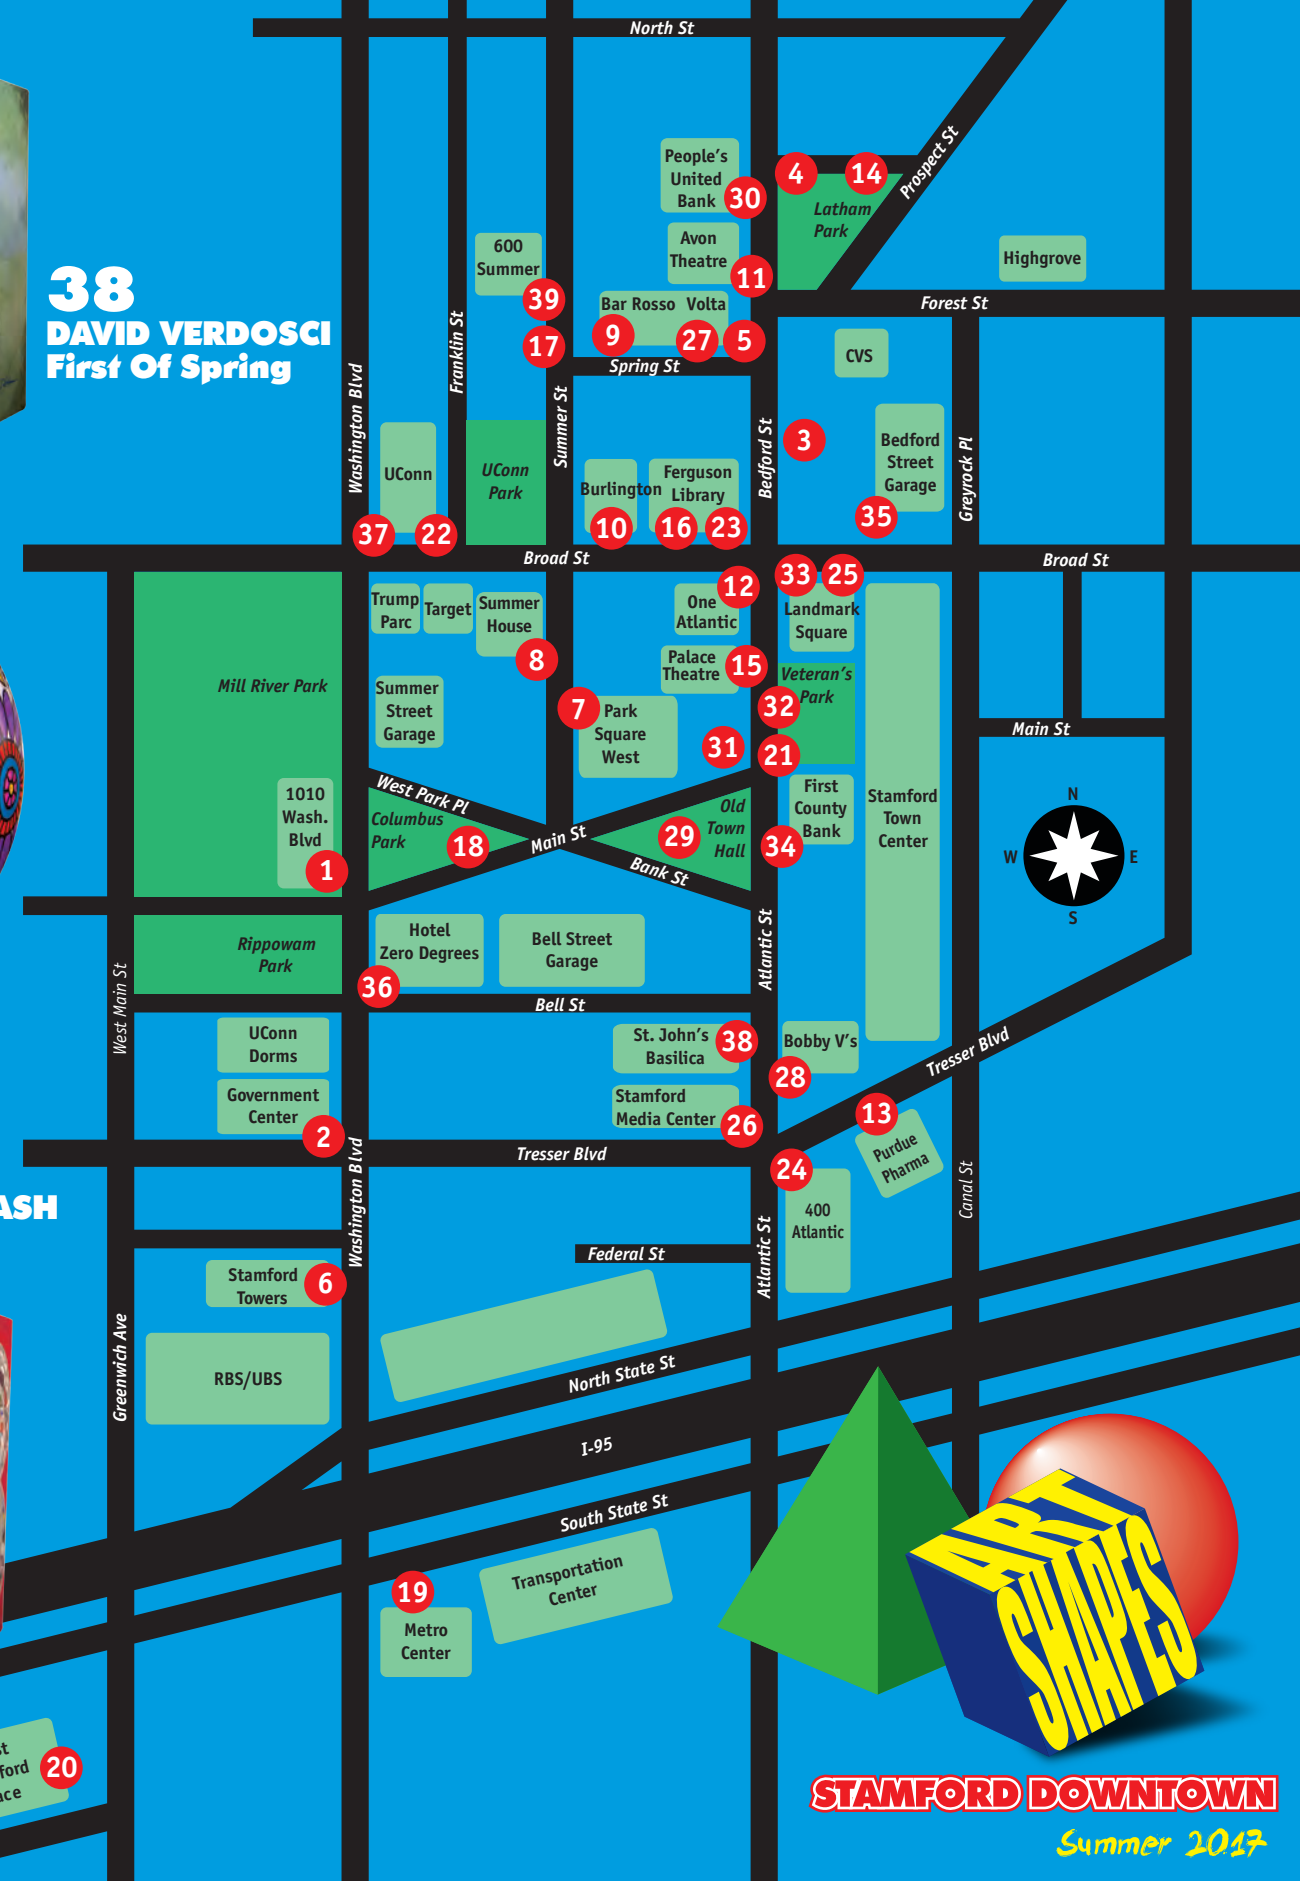 North St
Prospect St
People's
United
Bank
30
4
14
Latham
Park
Avon
Theatre
11
600
Summer
39
Highgrove
38
DAVID VERDOSCI
First Of Spring
Bar Rosso Volta
9
27
5
Forest St
17
Spring St
CVS
Franklin St
Washington Blvd
Summer St
Bedford St
3
Bedford
Street
Garage
35
Greyrock Pl
UConn
37
22
UConn
Park
Burlington
10
Ferguson
Library
16
23
Broad St
Broad St
Trump
Parc
Target
Summer
House
8
One
Atlantic
12
33
25
Landmark
Square
Mill River Park
Summer
Street
Garage
7
Park
Square
West
Palace
Theatre
15
Veteran's
Park
32
31
21
Main St
1010
Wash.
Blvd
1
West Park Pl
Columbus
Park
18
Main St
29
Old
Town
Hall
Bank St
First
County
Bank
34
Stamford
Town
Center
N
W
E
S
Rippowam
Park
Hotel
Zero Degrees
36
Bell Street
Garage
Atlantic St
West Main St
Bell St
UConn
Dorms
Government
Center
2
St. John's
Basilica
38
Bobby V's
28
Tresser Blvd
Stamford
Media Center
26
13
Purdue
Pharma
Tresser Blvd
24
400
Atlantic
Canal St
ASH
Washington Blvd
Federal St
Atlantic St
Stamford
Towers
6
Greenwich Ave
RBS/UBS
North State St
I-95
South State St
19
Metro
Center
Transportation
Center
20
ART
SHAPES
STAMFORD DOWNTOWN
Summer 2017